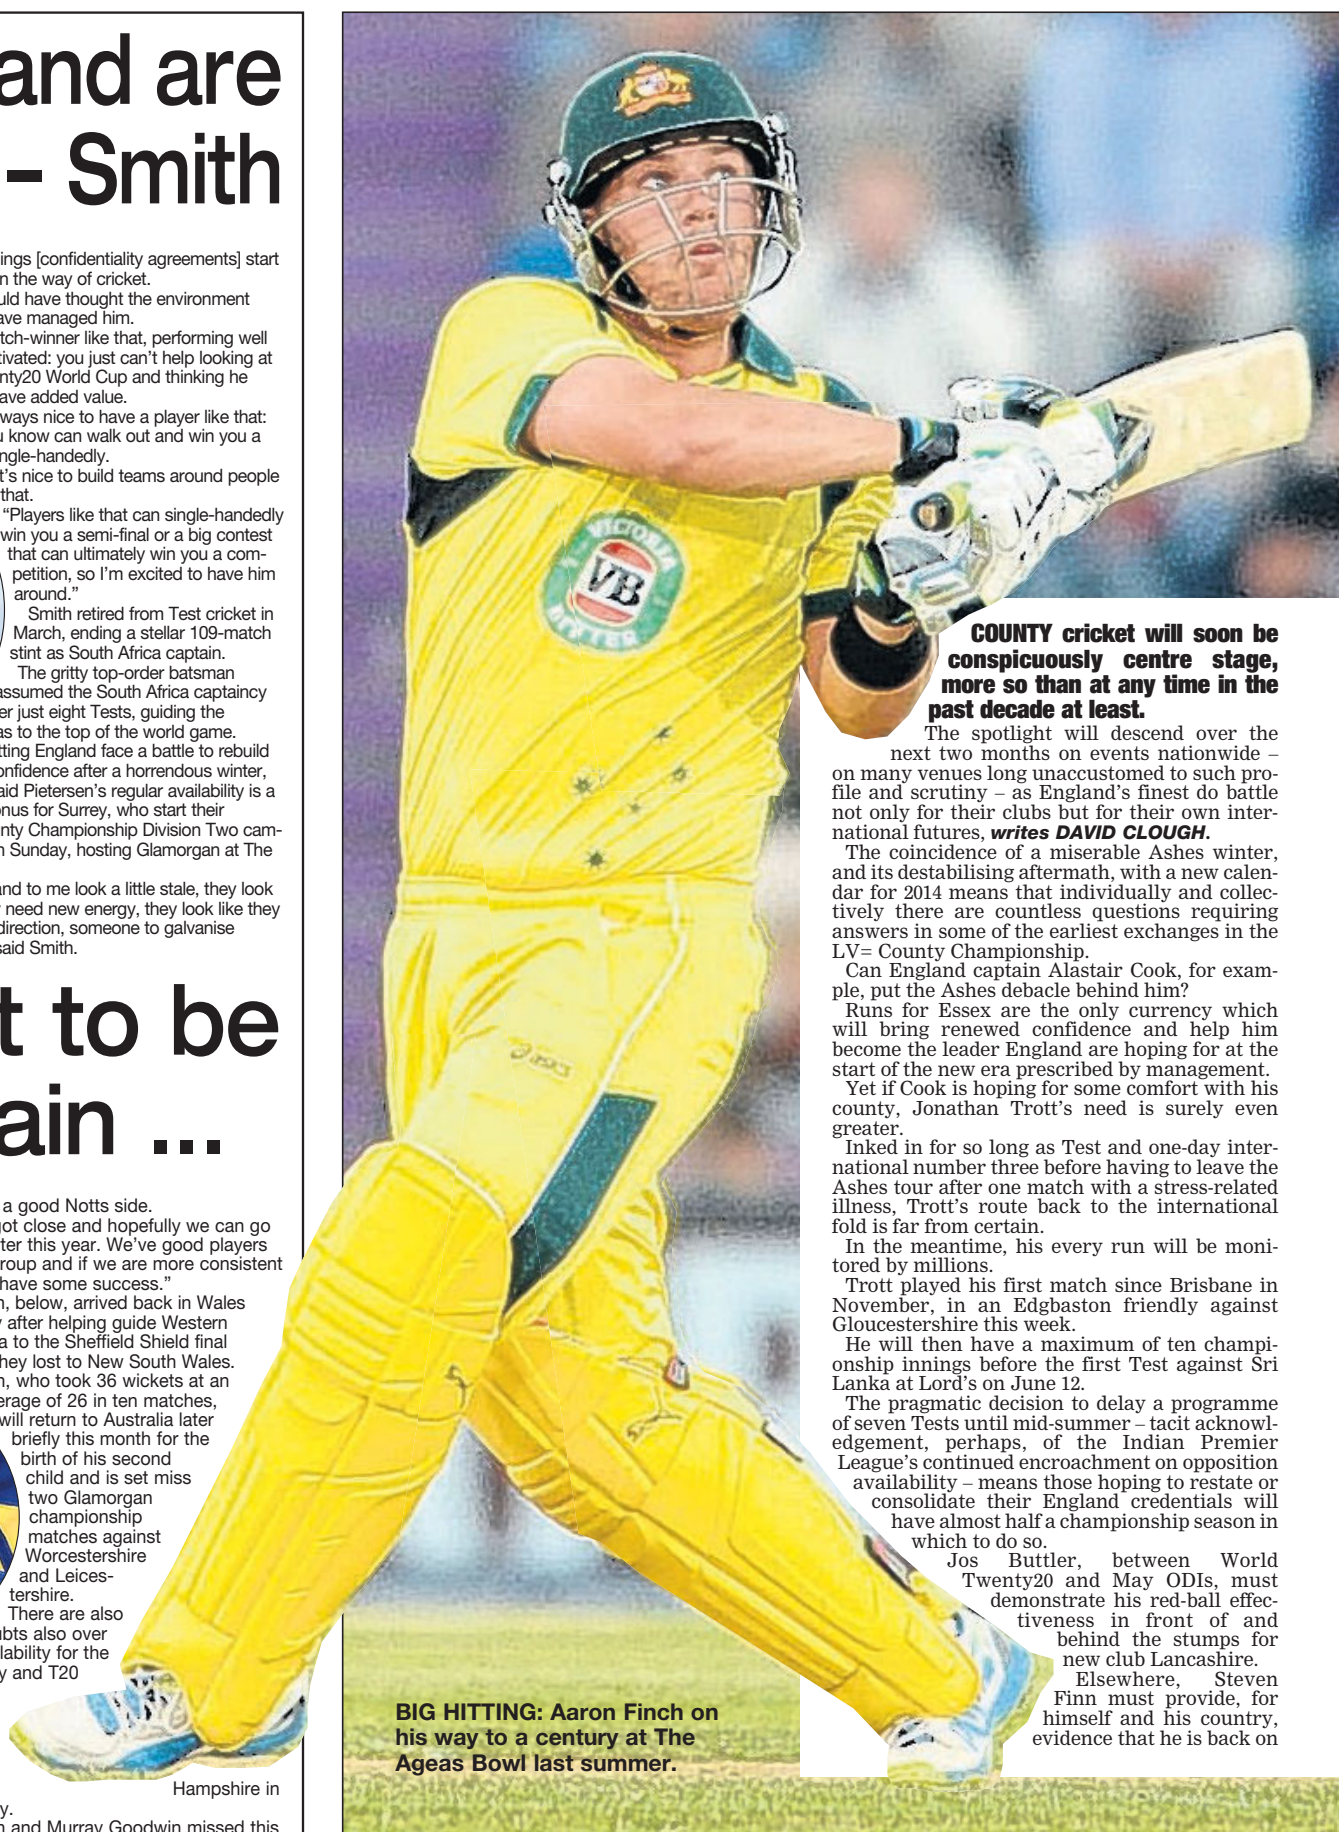 and are
– Smith
ings [confidentiality agreements] start
n the way of cricket.
uld have thought the environment
ave managed him.
tch-winner like that, performing well
tivated: you just can't help looking at
nty20 World Cup and thinking he
ave added value.
ways nice to have a player like that:
u know can walk out and win you a
ngle-handedly.
t's nice to build teams around people
that.
“Players like that can single-handedly
win you a semi-final or a big contest
that can ultimately win you a com-
petition, so I'm excited to have him
around.”
Smith retired from Test cricket in
March, ending a stellar 109-match
stint as South Africa captain.
The gritty top-order batsman
assumed the South Africa captaincy
er just eight Tests, guiding the
as to the top of the world game.
tting England face a battle to rebuild
onfidence after a horrendous winter,
aid Pietersen's regular availability is a
onus for Surrey, who start their
nty Championship Division Two cam-
n Sunday, hosting Glamorgan at The
and to me look a little stale, they look
need new energy, they look like they
direction, someone to galvanise
said Smith.
t to be
ain ...
a good Notts side.
got close and hopefully we can go
ter this year. We've good players
roup and if we are more consistent
have some success.”
n, below, arrived back in Wales
y after helping guide Western
a to the Sheffield Shield final
hey lost to New South Wales.
n, who took 36 wickets at an
erage of 26 in ten matches,
will return to Australia later
briefly this month for the
birth of his second
child and is set miss
two Glamorgan
championship
matches against
Worcestershire
and Leices-
tershire.
There are also
ubts also over
lability for the
y and T20
Hampshire in
y.
n and Murray Goodwin missed this
VICTORIA
VB
BITTER
asics
BIG HITTING: Aaron Finch on
his way to a century at The
Ageas Bowl last summer.
COUNTY cricket will soon be
conspicuously centre stage,
more so than at any time in the
past decade at least.
The spotlight will descend over the
next two months on events nationwide –
on many venues long unaccustomed to such pro-
file and scrutiny – as England's finest do battle
not only for their clubs but for their own inter-
national futures, writes DAVID CLOUGH.
The coincidence of a miserable Ashes winter,
and its destabilising aftermath, with a new calen-
dar for 2014 means that individually and collec-
tively there are countless questions requiring
answers in some of the earliest exchanges in the
LV= County Championship.
Can England captain Alastair Cook, for exam-
ple, put the Ashes debacle behind him?
Runs for Essex are the only currency which
will bring renewed confidence and help him
become the leader England are hoping for at the
start of the new era prescribed by management.
Yet if Cook is hoping for some comfort with his
county, Jonathan Trott's need is surely even
greater.
Inked in for so long as Test and one-day inter-
national number three before having to leave the
Ashes tour after one match with a stress-related
illness, Trott's route back to the international
fold is far from certain.
In the meantime, his every run will be moni-
tored by millions.
Trott played his first match since Brisbane in
November, in an Edgbaston friendly against
Gloucestershire this week.
He will then have a maximum of ten champi-
onship innings before the first Test against Sri
Lanka at Lord's on June 12.
The pragmatic decision to delay a programme
of seven Tests until mid-summer – tacit acknowl-
edgement, perhaps, of the Indian Premier
League's continued encroachment on opposition
availability – means those hoping to restate or
consolidate their England credentials will
have almost half a championship season in
which to do so.
Jos Buttler, between World
Twenty20 and May ODIs, must
demonstrate his red-ball effec-
tiveness in front of and
behind the stumps for
new club Lancashire.
Elsewhere, Steven
Finn must provide, for
himself and his country,
evidence that he is back on